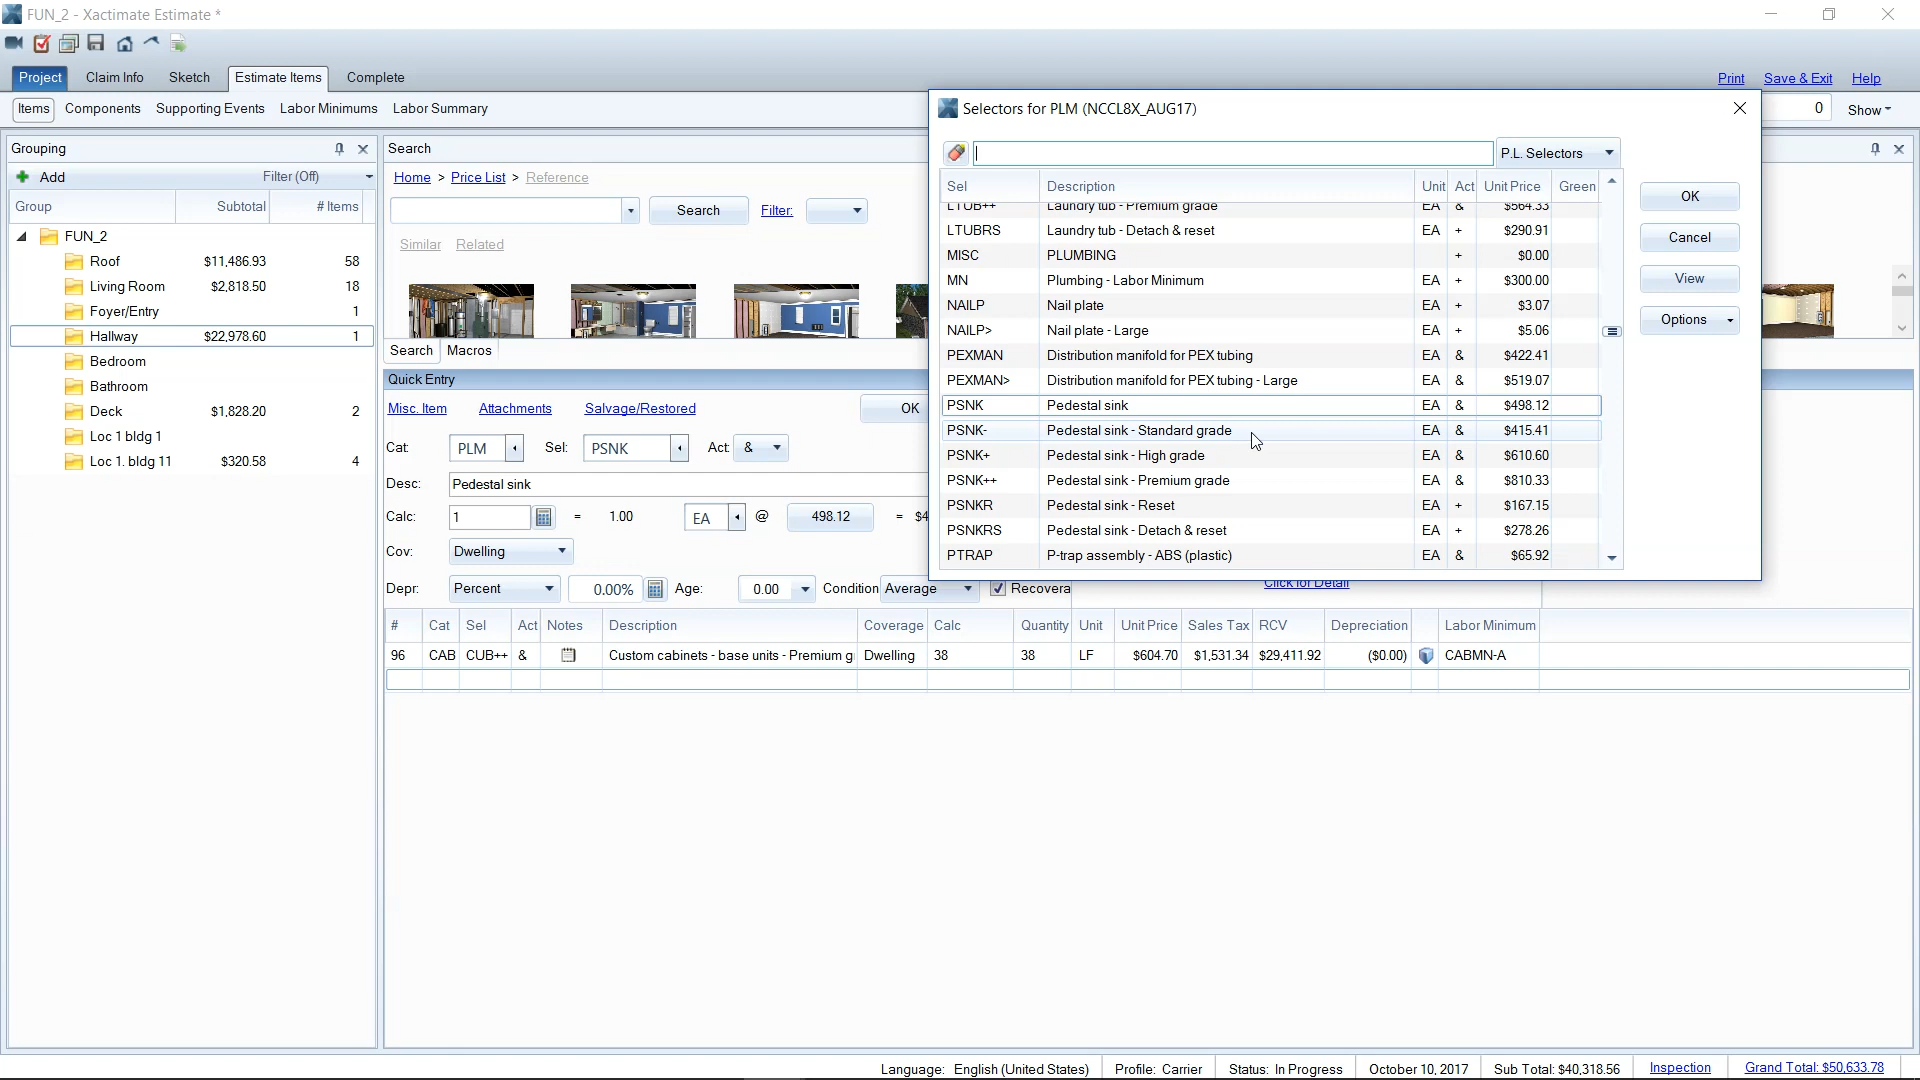 FUN_2 - Xactimate Estimate *
Project Claim Info Sketch Estimate Items Complete
Print Save & Exit Help
Items Components Supporting Events Labor Minimums Labor Summary
0 Show
Grouping
Add Filter (Off)
Group Subtotal # Items
FUN_2
Roof $11,486.93 58
Living Room $2,818.50 18
Foyer/Entry 1
Hallway $22,978.60 1
Bedroom
Bathroom
Deck $1,828.20 2
Loc 1 bldg 1
Loc 1. bldg 11 $320.58 4
Search
Home > Price List > Reference
Search Filter:
Similar Related
Search Macros
Quick Entry
Misc. Item Attachments Salvage/Restored OK
Cat: PLM Sel: PSNK Act: &
Desc: Pedestal sink
Calc: 1 = 1.00 EA @ 498.12 = $4
Cov: Dwelling
Depr: Percent 0.00% Age: 0.00 Condition Average Recovera
Click for Detail
Selectors for PLM (NCCL8X_AUG17)
P.L. Selectors
Sel Description Unit Act Unit Price Green
LTUB++ Laundry tub - Premium grade EA & $564.33
LTUBRS Laundry tub - Detach & reset EA + $290.91
MISC PLUMBING + $0.00
MN Plumbing - Labor Minimum EA + $300.00
NAILP Nail plate EA + $3.07
NAILP> Nail plate - Large EA + $5.06
PEXMAN Distribution manifold for PEX tubing EA & $422.41
PEXMAN> Distribution manifold for PEX tubing - Large EA & $519.07
PSNK Pedestal sink EA & $498.12
PSNK- Pedestal sink - Standard grade EA & $415.41
PSNK+ Pedestal sink - High grade EA & $610.60
PSNK++ Pedestal sink - Premium grade EA & $810.33
PSNKR Pedestal sink - Reset EA + $167.15
PSNKRS Pedestal sink - Detach & reset EA + $278.26
PTRAP P-trap assembly - ABS (plastic) EA & $65.92
OK
Cancel
View
Options
# Cat Sel Act Notes Description Coverage Calc Quantity Unit Unit Price Sales Tax RCV Depreciation Labor Minimum
96 CAB CUB++ & Custom cabinets - base units - Premium g Dwelling 38 38 LF $604.70 $1,531.34 $29,411.92 ($0.00) CABMN-A
Language: English (United States) Profile: Carrier Status: In Progress October 10, 2017 Sub Total: $40,318.56 Inspection Grand Total: $50,633.78